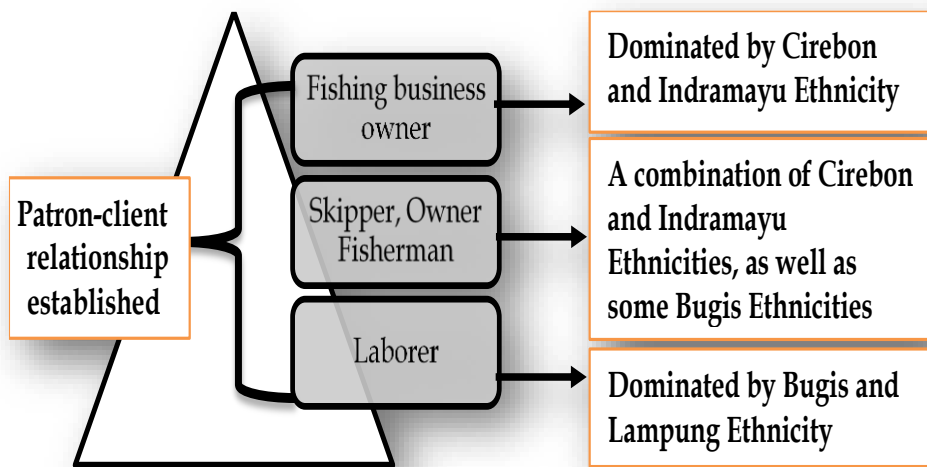 Patron-client
relationship
established
Fishing business
owner
Skipper, Owner
Fisherman
Laborer
Dominated by Cirebon
and Indramayu Ethnicity
A combination of Cirebon
and Indramayu
Ethnicities, as well as
some Bugis Ethnicities
Dominated by Bugis and
Lampung Ethnicity